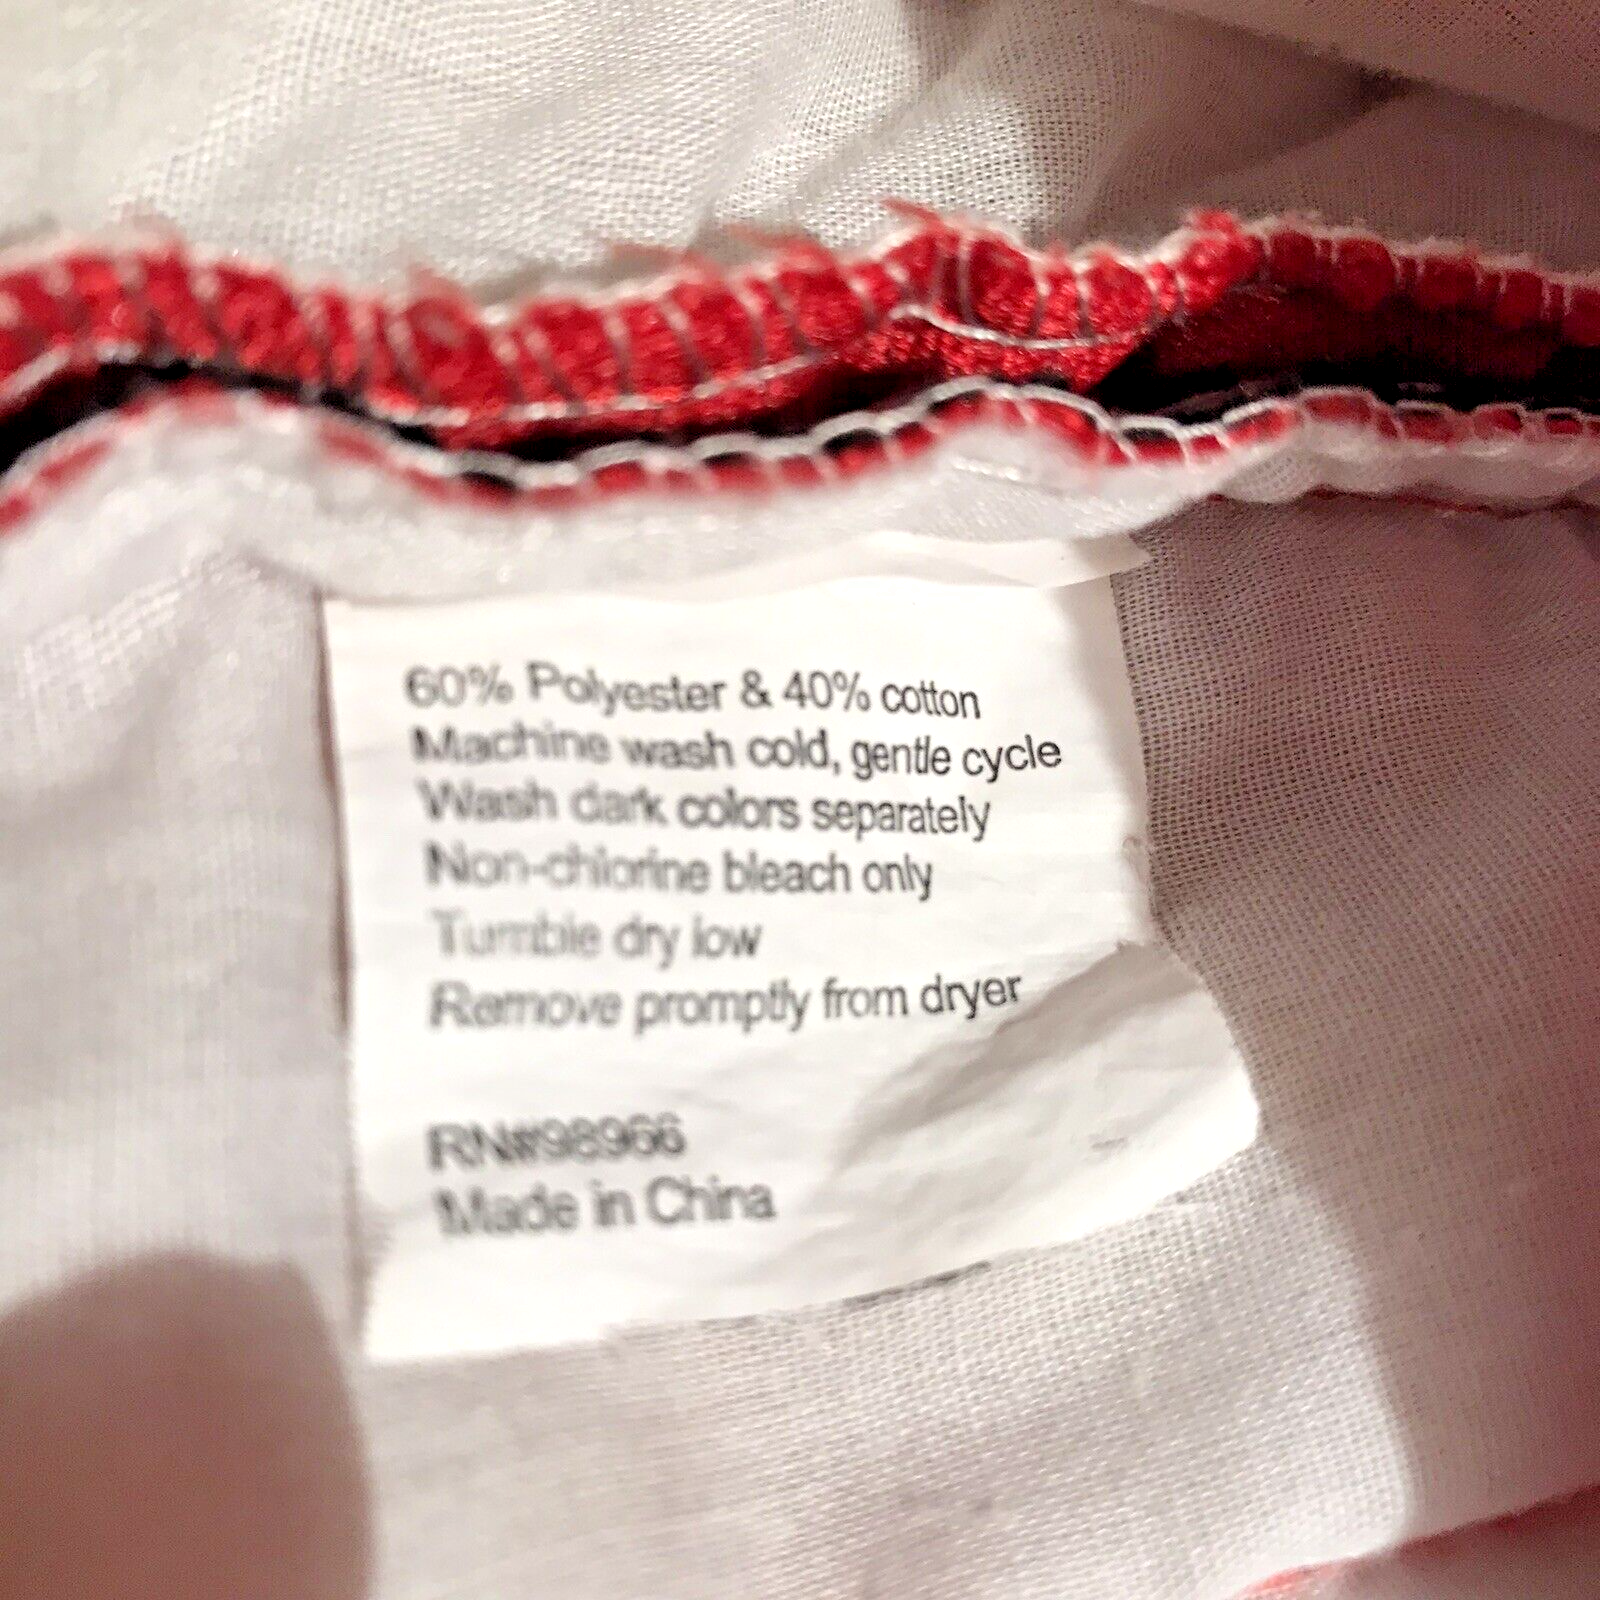 60% Polyester & 40% cotton
Machine wash cold, gentle cycle
Wash dark colors separately
Non-chlorine bleach only
Tumble dry low
Remove promptly from dryer
RN#98966
Made in China